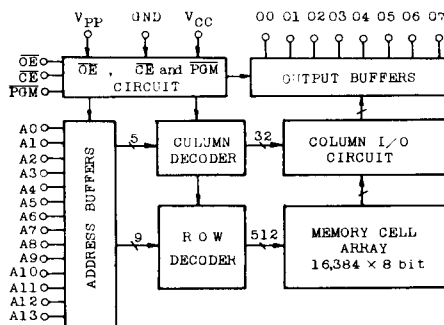 VPP GND VCC
O0 O1 O2 O3 O4 O5 O6 O7
OE
CE
PGM
OE , CE and PGM
CIRCUIT
OUTPUT BUFFERS
A0
A1
A2
A3
A4
A5
A6
A7
A8
A9
A10
A11
A12
A13
ADDRESS BUFFERS
5
CULUMN
DECODER
32
COLUMN I/O
CIRCUIT
9
ROW
DECODER
512
MEMORY CELL
ARRAY
16,384 × 8 bit